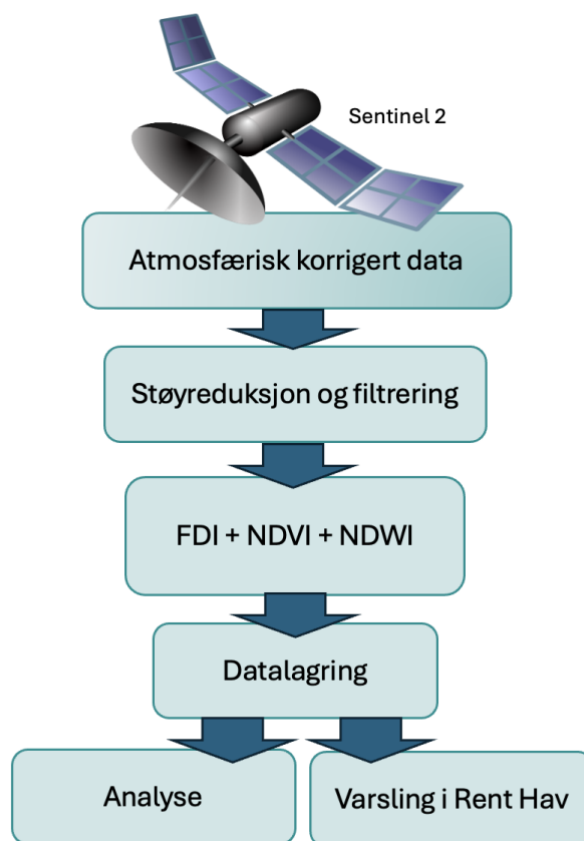 Sentinel 2
Atmosfærisk korrigert data
Støyreduksjon og filtrering
FDI + NDVI + NDWI
Datalagring
Analyse
Varsling i Rent Hav